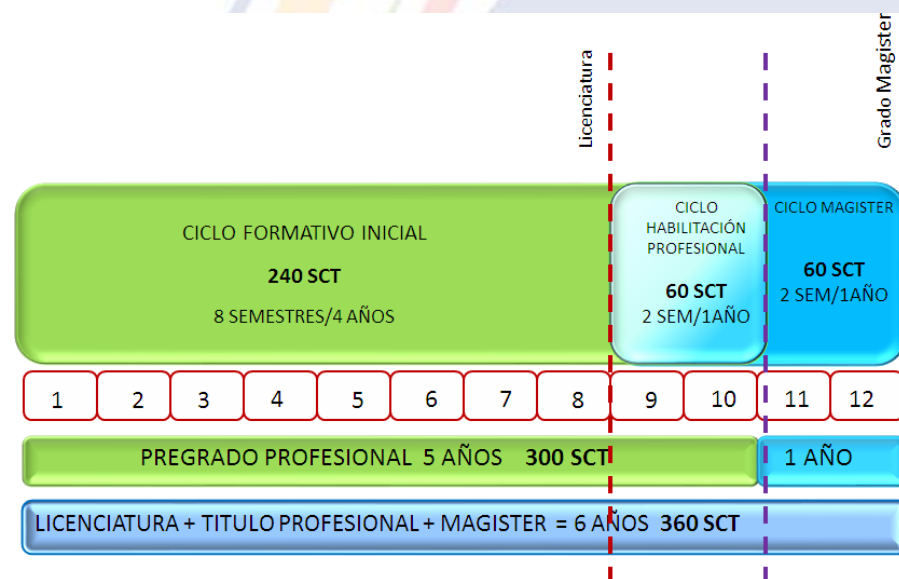 Licenciatura
Grado Magister
CICLO FORMATIVO INICIAL
240 SCT
8 SEMESTRES/4 AÑOS
CICLO
HABILITACIÓN
PROFESIONAL
60 SCT
2 SEM/1AÑO
CICLO MAGISTER
60 SCT
2 SEM/1AÑO
1 2 3 4 5 6 7 8 9 10 11 12
PREGRADO PROFESIONAL 5 AÑOS 300 SCT
1 AÑO
LICENCIATURA + TITULO PROFESIONAL + MAGISTER = 6 AÑOS 360 SCT